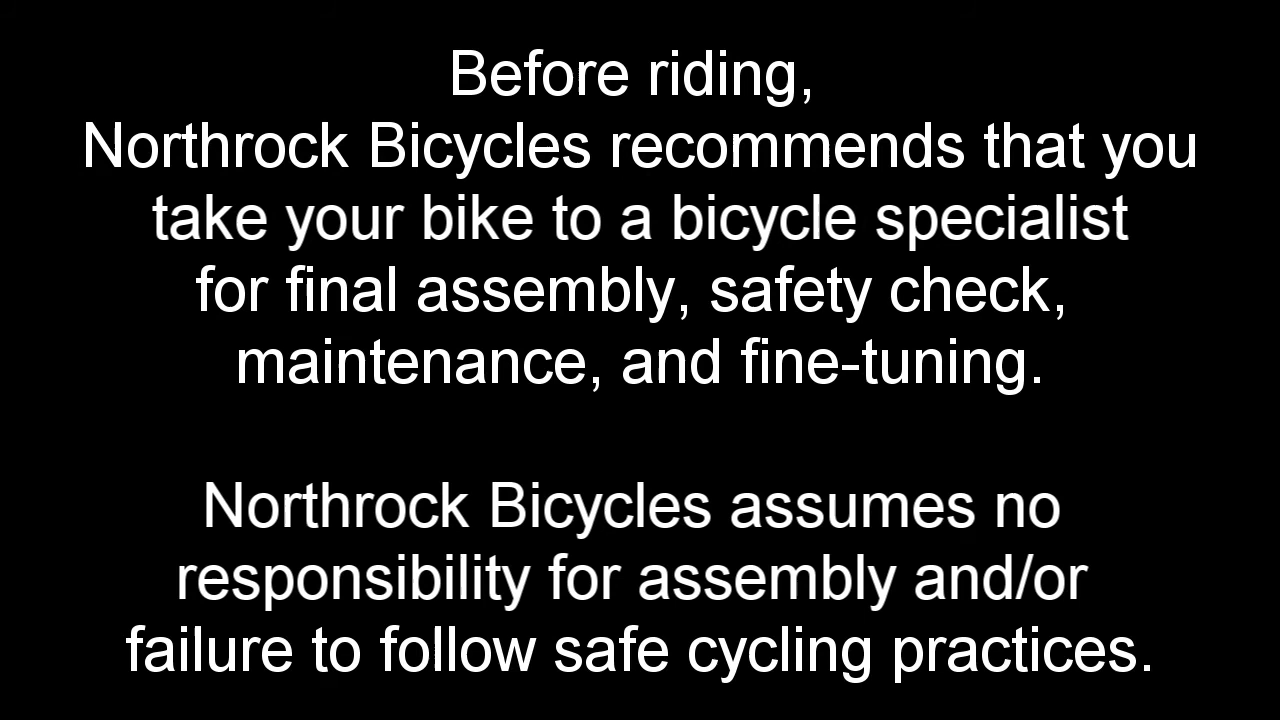 Before riding,
Northrock Bicycles recommends that you
take your bike to a bicycle specialist
for final assembly, safety check,
maintenance, and fine-tuning.
Northrock Bicycles assumes no
responsibility for assembly and/or
failure to follow safe cycling practices.